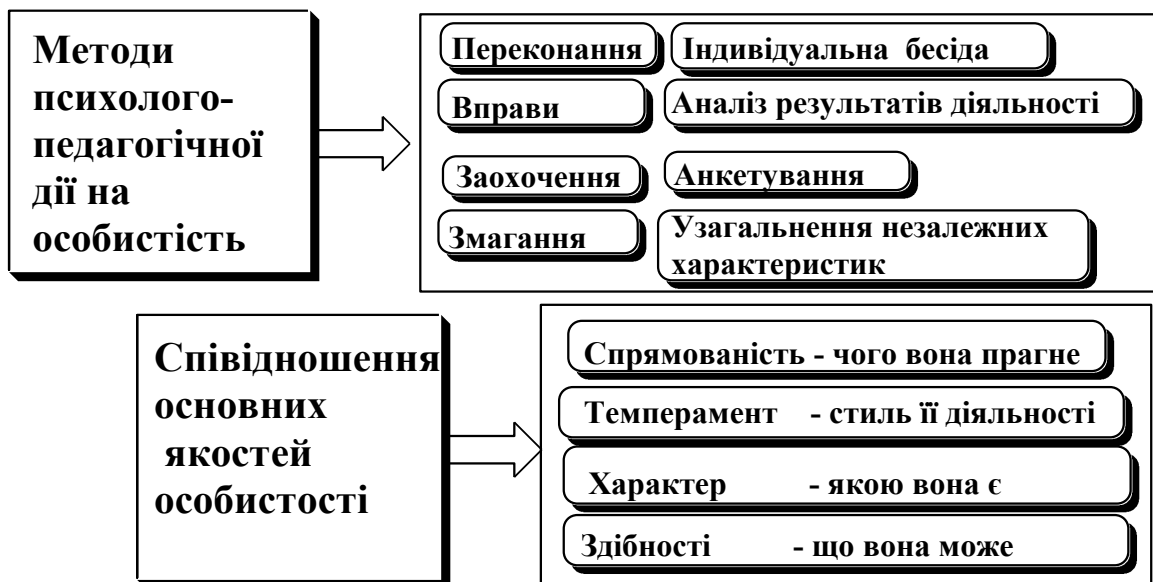 Методи
психолого-
педагогічної
дії на
особистість
Переконання
Індивідуальна бесіда
Вправи
Аналіз результатів діяльності
Заохочення
Анкетування
Змагання
Узагальнення незалежних
характеристик
Співідношення
основних
якостей
особистості
Спрямованість - чого вона прагне
Темперамент - стиль її діяльності
Характер - якою вона є
Здібності - що вона може